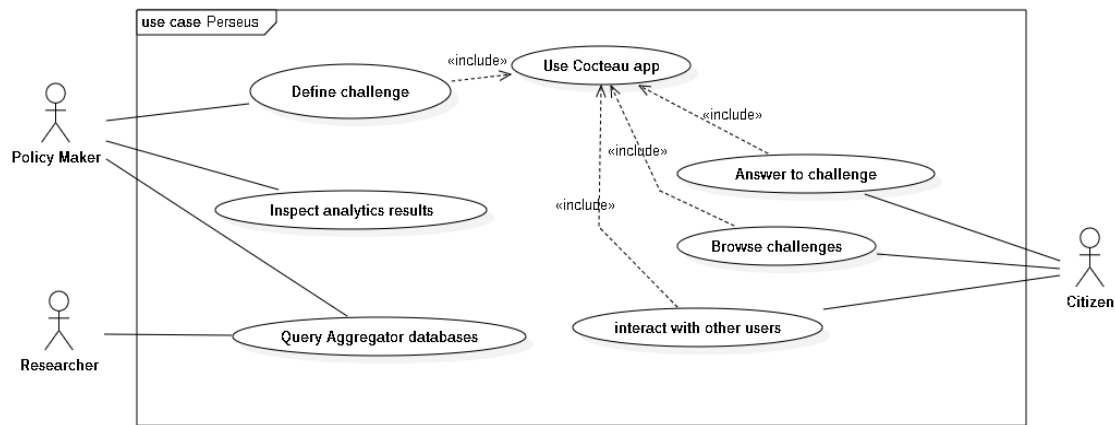 use case Perseus
«include»
Use Cocteau app
Define challenge
Policy Maker
«include»
«include»
Answer to challenge
Inspect analytics results
«include»
Browse challenges
Citizen
interact with other users
Query Aggregator databases
Researcher